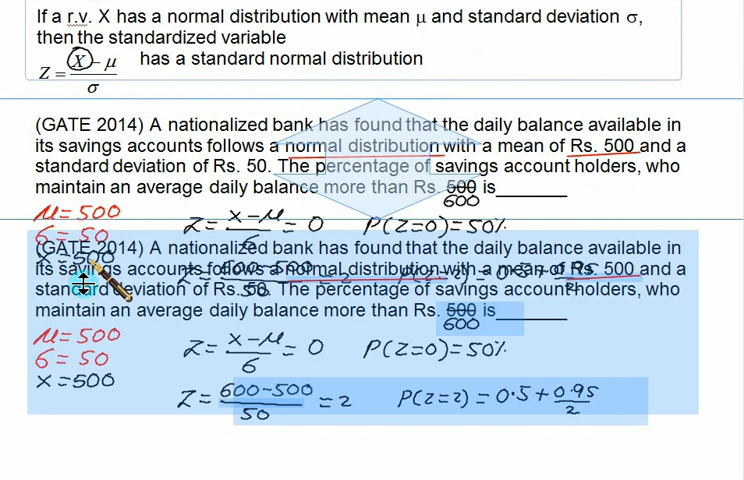 If a r.v. X has a normal distribution with mean μ and standard deviation σ,
then the standardized variable
Z = X - μ / σ has a standard normal distribution
(GATE 2014) A nationalized bank has found that the daily balance available in
its savings accounts follows a normal distribution with a mean of Rs. 500 and a
standard deviation of Rs. 50. The percentage of savings account holders, who
maintain an average daily balance more than Rs. 500 is________
600
μ=500
6=50
x=500
Z = x-μ / 6 = 0 P(Z=0)=50%
(GATE 2014) A nationalized bank has found that the daily balance available in
its savings accounts follows a normal distribution with a mean of Rs. 500 and a
standard deviation of Rs. 50. The percentage of savings account holders, who
maintain an average daily balance more than Rs. 500 is________
600
μ=500
6=50
x=500
Z = x-μ / 6 = 0 P(Z=0)=50%
Z = 600-500 / 50 = 2 P(Z=2) = 0.5 + 0.95 / 2